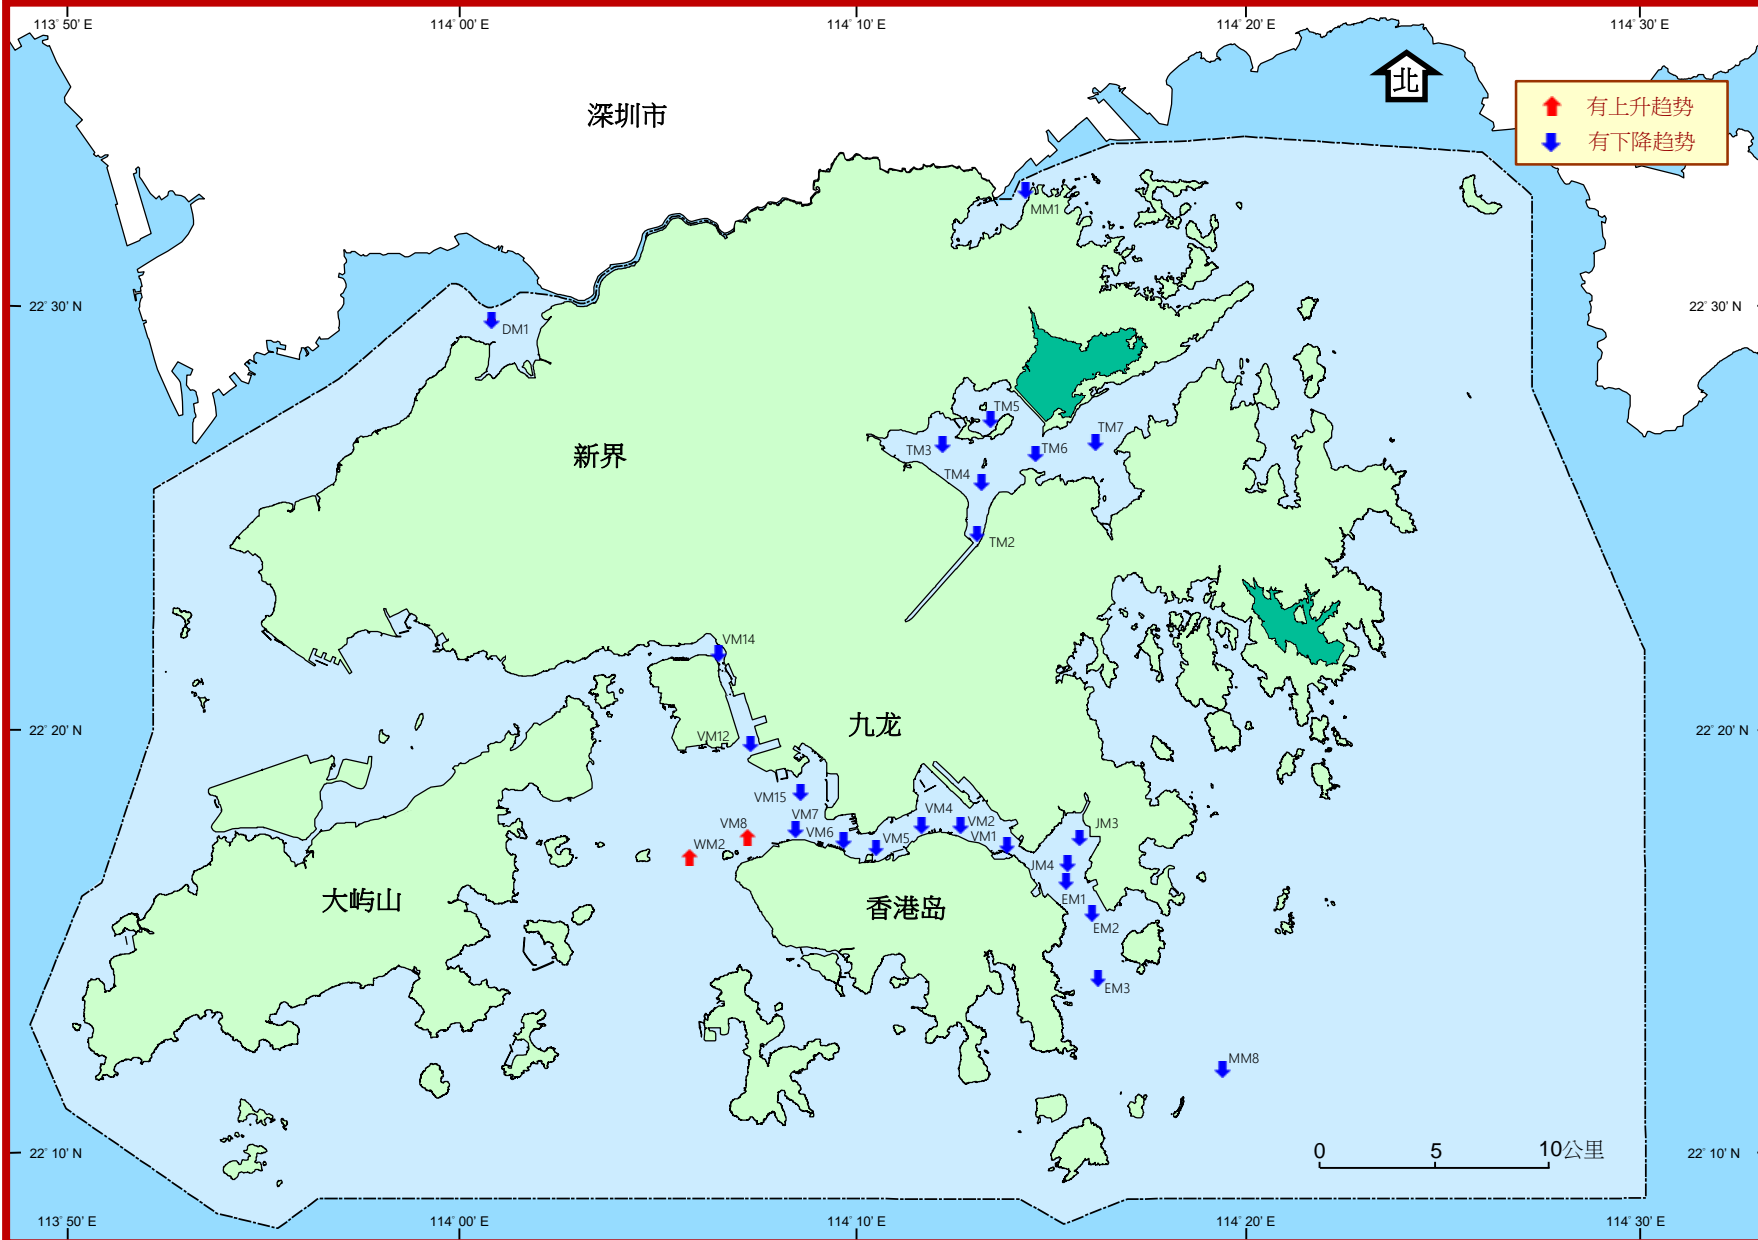 113° 50' E
114° 00' E
114° 10' E
114° 20' E
114° 30' E
北
有上升趋势
有下降趋势
深圳市
MM1
22° 30' N
22° 30' N
DM1
TM5
TM7
TM3
TM6
新界
TM4
TM2
VM14
九龙
22° 20' N
VM12
22° 20' N
VM15
VM4
VM8
VM7
VM2
JM3
VM6
VM1
WM2
VM5
JM4
大屿山
香港岛
EM1
EM2
EM3
MM8
0
5
10公里
22° 10' N
22° 10' N
113° 50' E
114° 00' E
114° 10' E
114° 20' E
114° 30' E